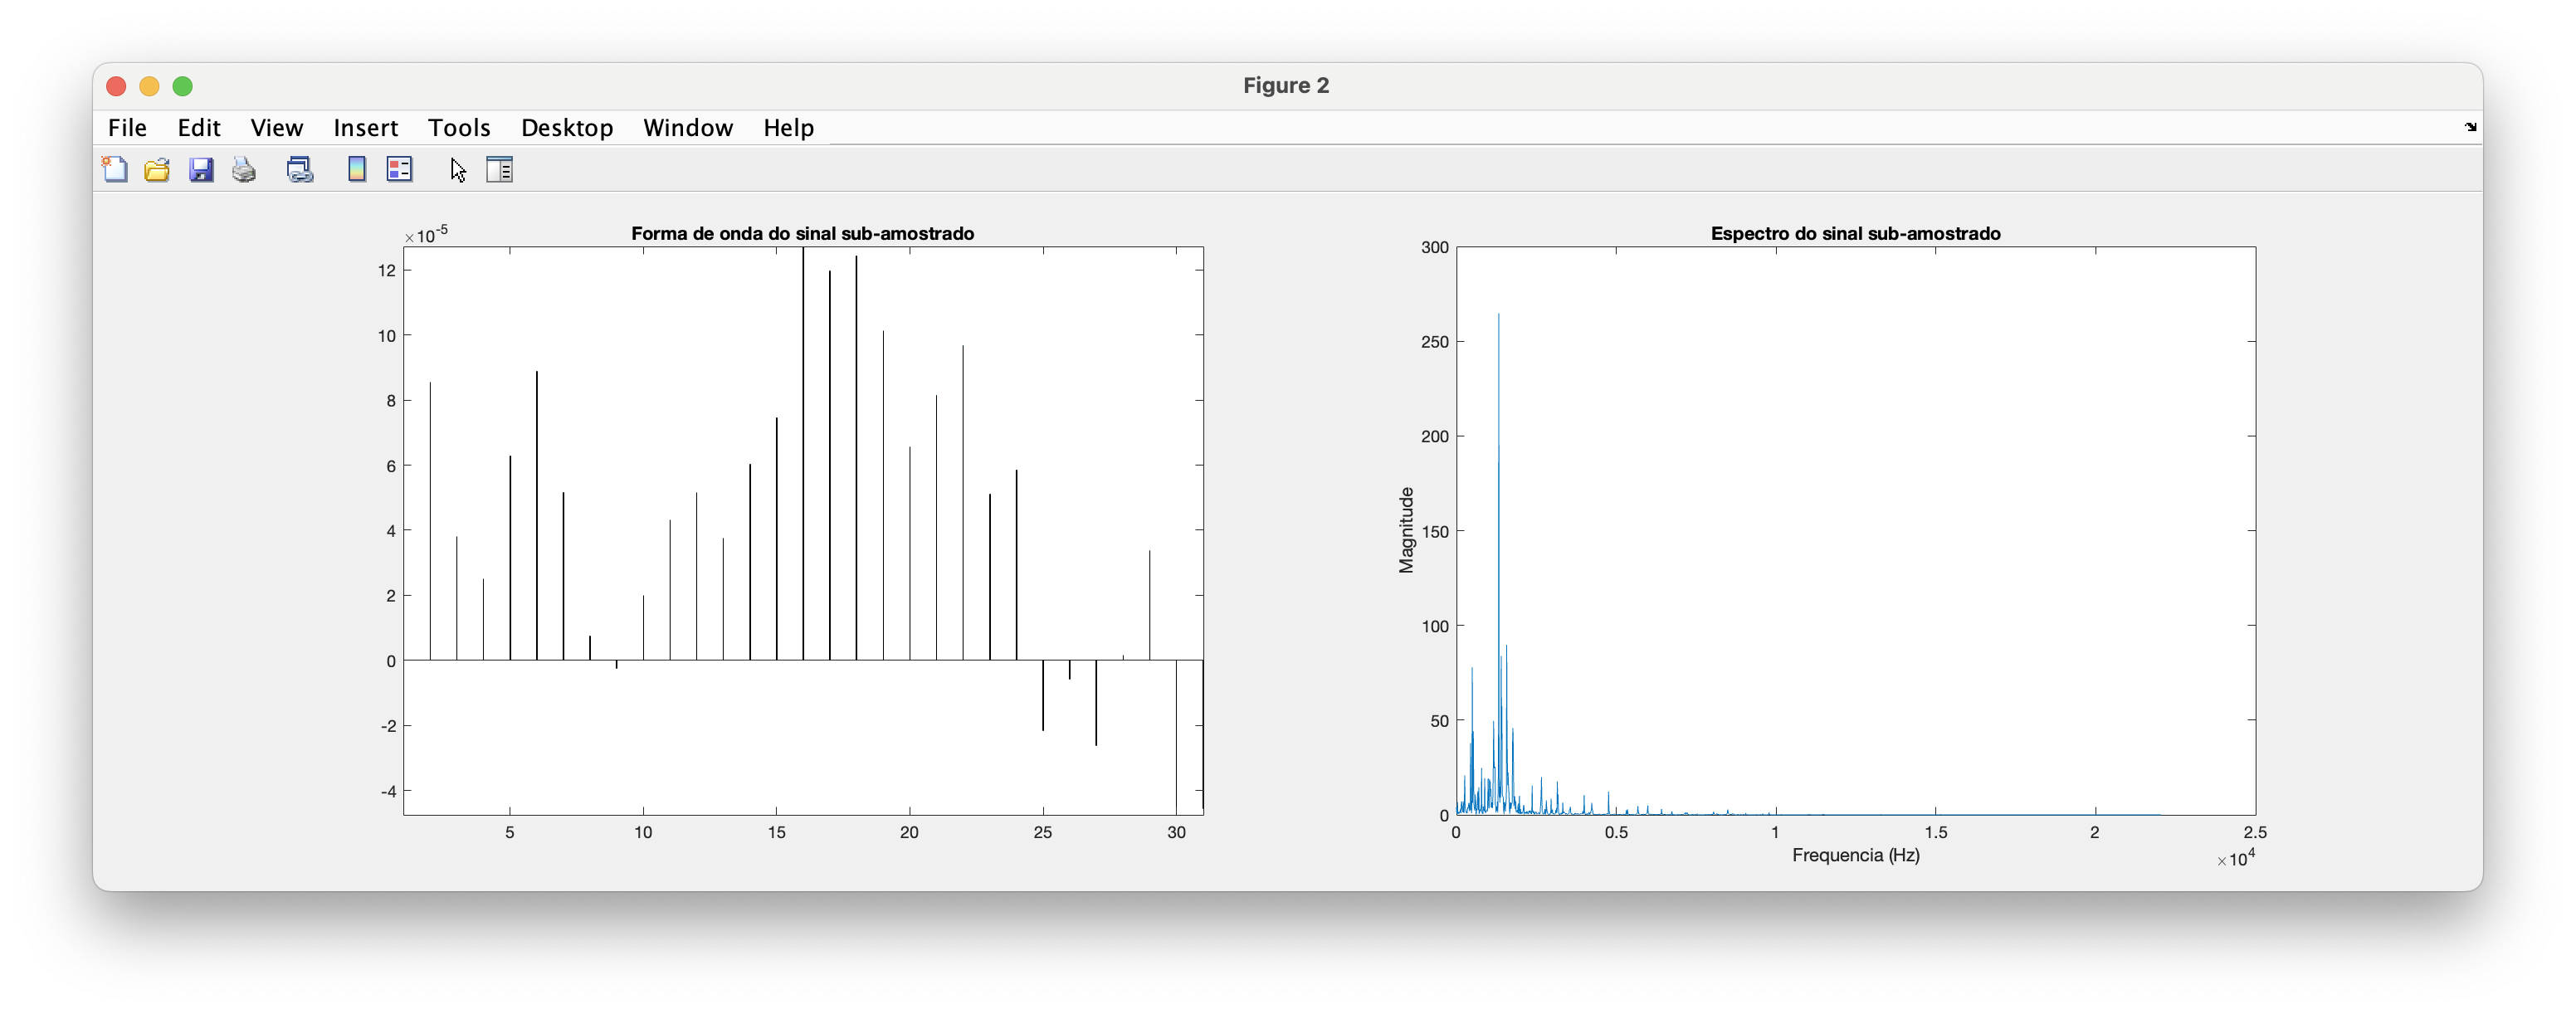 Figure 2
File Edit View Insert Tools Desktop Window Help
Forma de onda do sinal sub-amostrado
×10-5
12
10
8
6
4
2
0
-2
-4
5 10 15 20 25 30
Espectro do sinal sub-amostrado
300
250
200
150
100
50
0
Magnitude
0 0.5 1 1.5 2 2.5
Frequencia (Hz)
×104